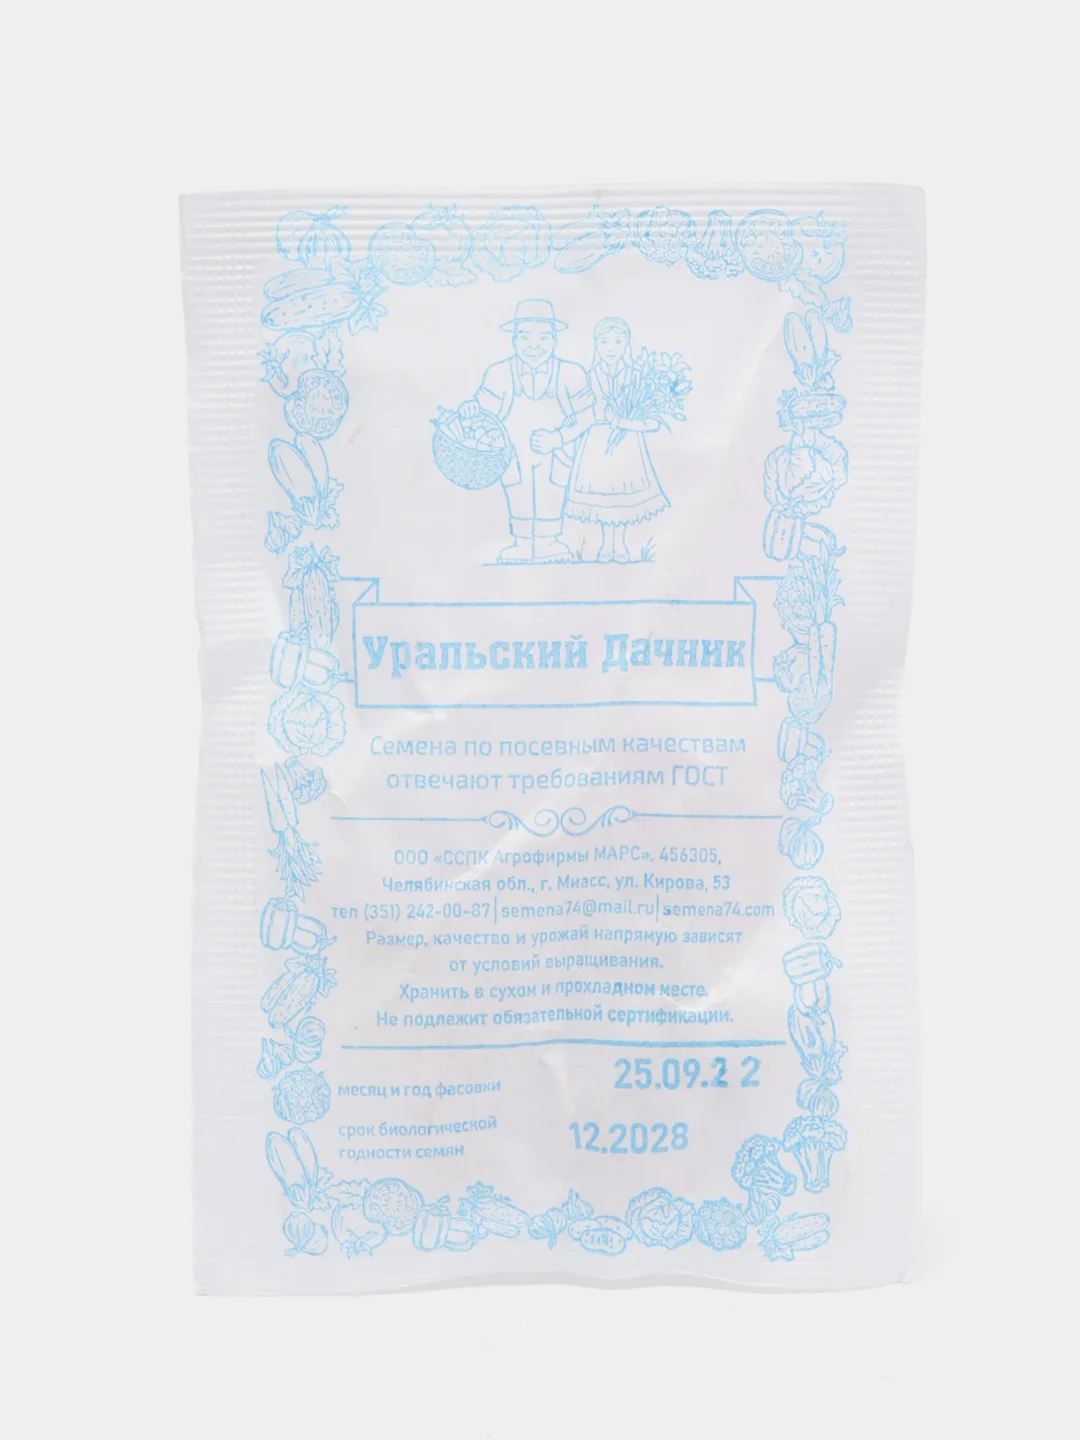 Уральский Дачник
Семена по посевным качествам
отвечают требованиям ГОСТ
ООО «ССПК Агрофирмы МАРС», 456305,
Челябинская обл., г. Миасс, ул. Кирова, 53
тел (351) 242-00-87|semena74@mail.ru|semena74.com
Размер, качество и урожай напрямую зависят
от условий выращивания.
Хранить в сухом и прохладном месте.
Не подлежит обязательной сертификации.
месяц и год фасовки 25.09.2 2
срок биологической
годности семян 12.2028